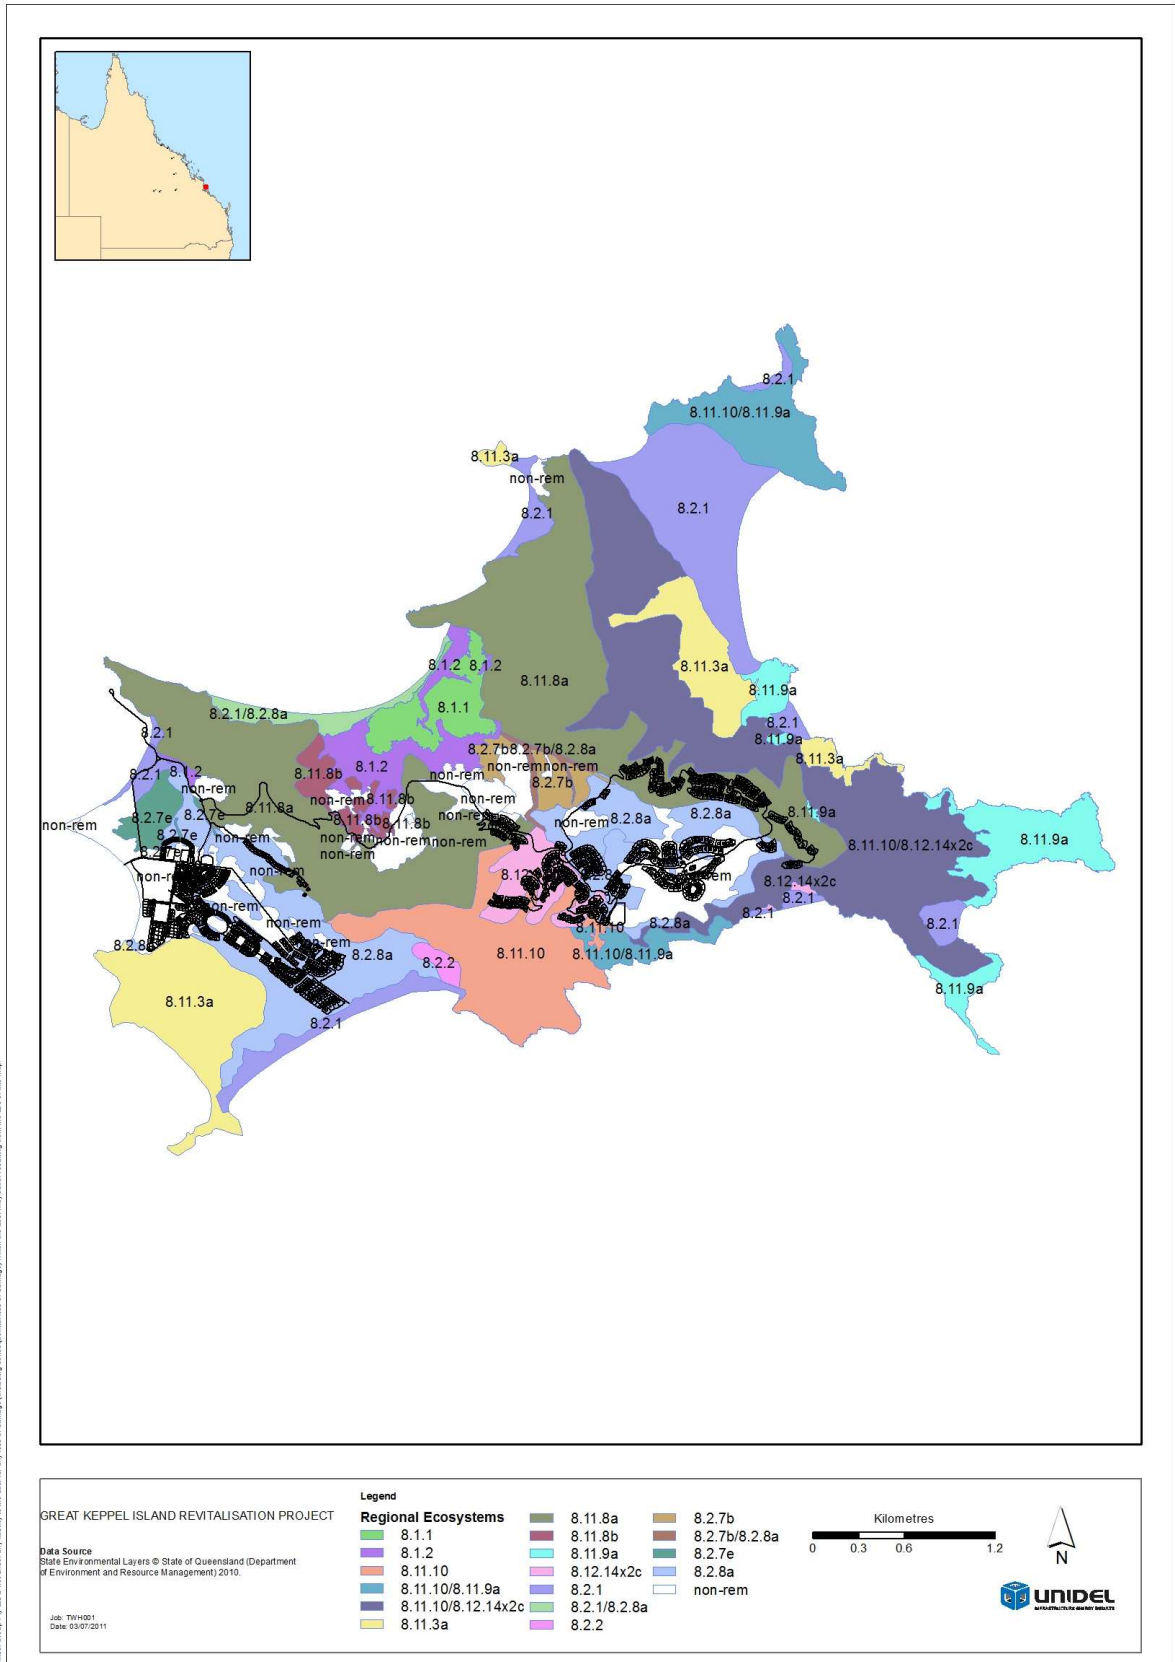 8.2.1
8.11.10/8.11.9a
8.11.3a
non-rem
8.2.1
8.2.1
8.1.2
8.1.2
8.11.3a
8.11.8a
8.11.9a
8.1.1
8.2.1/8.2.8a
8.2.1
8.2.1
8.11.9a
8.2.7b
8.2.7b/8.2.8a
8.11.3a
8.2.1
8.1.2
8.11.8b
8.1.2
non-rem
non-rem
non-rem
8.2.7b
non-rem
non-rem
8.11.8b
non-rem
8.11.8a
8.11.9a
8.2.7e
8.2.7e
non-rem
8.11.8b
8.11.8b
non-rem
non-rem
8.2.8a
8.2.8a
non-rem
8.2.7e
non-rem
non-rem
non-rem
non-rem
8.11.9a
8.11.10/8.12.14x2c
non-rem
non-rem
8.12.14x2c
8.2.1
non-rem
8.2.1
non-rem
8.2.8a
8.2.1
8.11.10
8.2.8a
8.11.10
8.11.10/8.11.9a
8.2.2
8.11.9a
8.11.3a
8.2.1
GREAT KEPPEL ISLAND REVITALISATION PROJECT
Data Source
State Environmental Layers © State of Queensland (Department
of Environment and Resource Management) 2010.
Job: TWH001
Date: 03/07/2011
Legend
Regional Ecosystems
8.1.1
8.1.2
8.11.10
8.11.10/8.11.9a
8.11.10/8.12.14x2c
8.11.3a
8.11.8a
8.11.8b
8.11.9a
8.12.14x2c
8.2.1
8.2.1/8.2.8a
8.2.2
8.2.7b
8.2.7b/8.2.8a
8.2.7e
8.2.8a
non-rem
Kilometres
0 0.3 0.6 1.2
N
UNIDEL